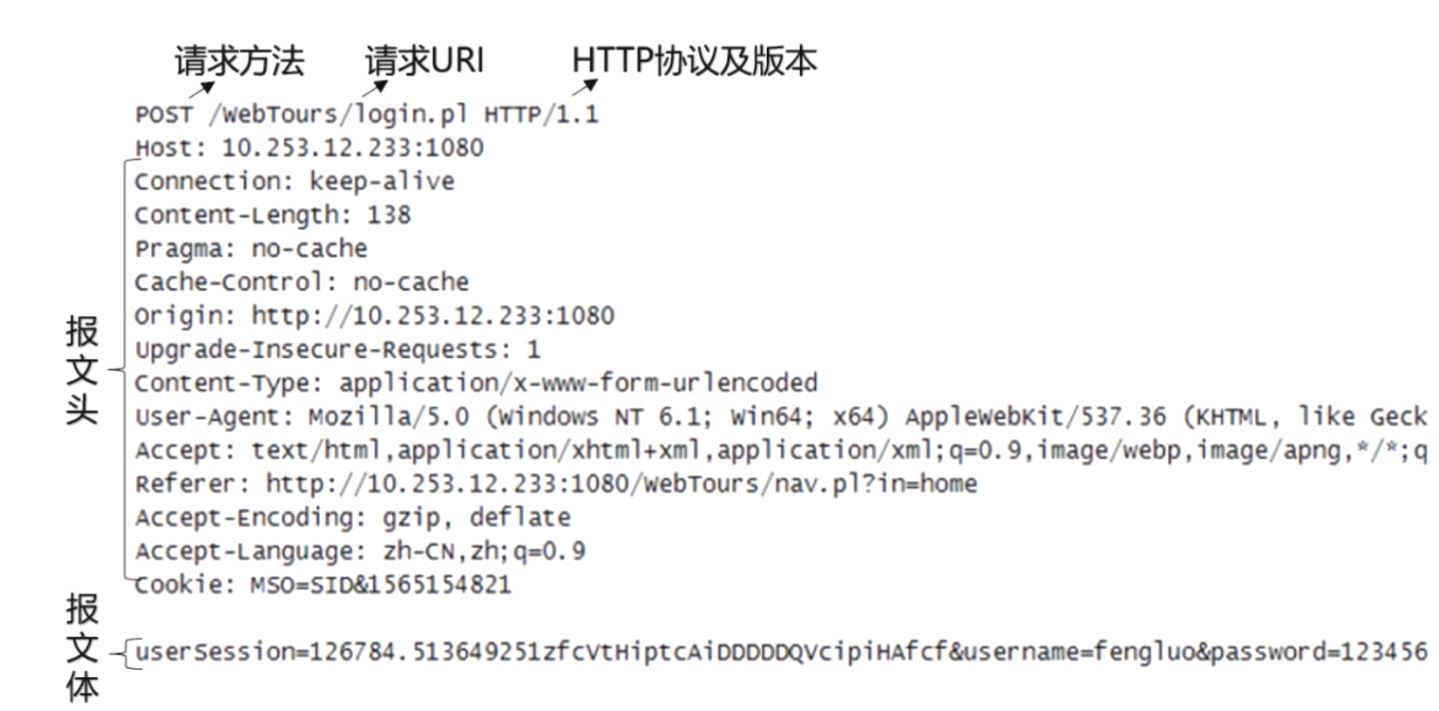 请求方法 请求URI HTTP协议及版本
POST /WebTours/login.pl HTTP/1.1
Host: 10.253.12.233:1080
Connection: keep-alive
Content-Length: 138
Pragma: no-cache
Cache-Control: no-cache
Origin: http://10.253.12.233:1080
Upgrade-Insecure-Requests: 1
Content-Type: application/x-www-form-urlencoded
User-Agent: Mozilla/5.0 (Windows NT 6.1; Win64; x64) AppleWebKit/537.36 (KHTML, like Geck
Accept: text/html,application/xhtml+xml,application/xml;q=0.9,image/webp,image/apng,*/*;q
Referer: http://10.253.12.233:1080/WebTours/nav.pl?in=home
Accept-Encoding: gzip, deflate
Accept-Language: zh-CN,zh;q=0.9
Cookie: MSO=SID&1565154821
报文头
userSession=126784.513649251zfcVtHiptcAiDDDDDQVcipiHAfcf&username=fengluo&password=123456
报文体